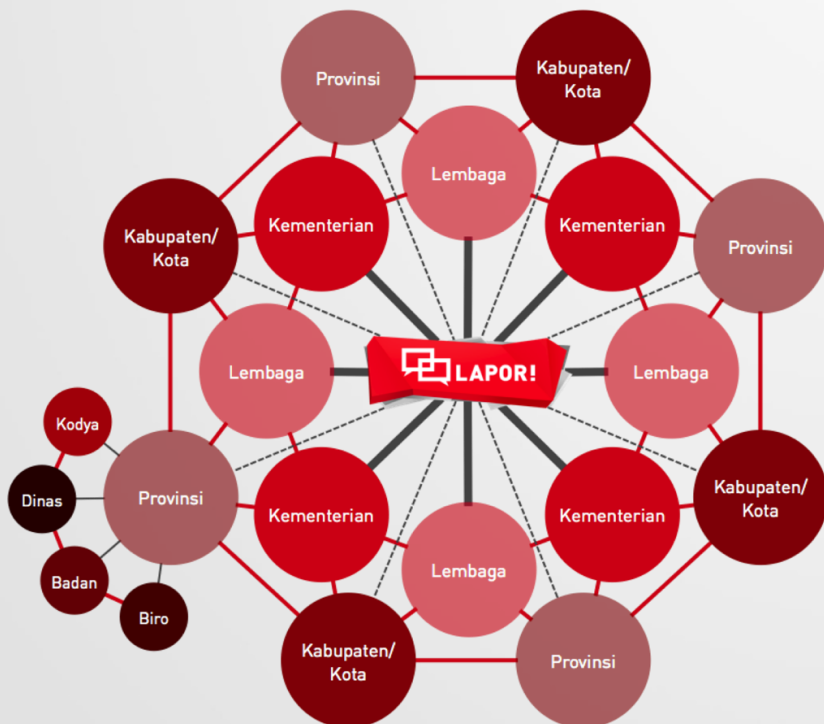 Provinsi
Kabupaten/
Kota
Lembaga
Kementerian
Kementerian
Kabupaten/
Kota
Provinsi
Lembaga
LAPOR!
Lembaga
Kodya
Dinas
Provinsi
Kementerian
Kementerian
Kabupaten/
Kota
Badan
Biro
Lembaga
Kabupaten/
Kota
Provinsi